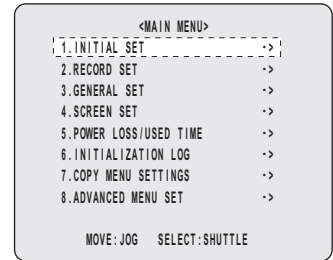 <MAIN MENU>
1.INITIAL SET ->
2.RECORD SET ->
3.GENERAL SET ->
4.SCREEN SET ->
5.POWER LOSS/USED TIME ->
6.INITIALIZATION LOG ->
7.COPY MENU SETTINGS ->
8.ADVANCED MENU SET ->
MOVE:JOG SELECT:SHUTTLE